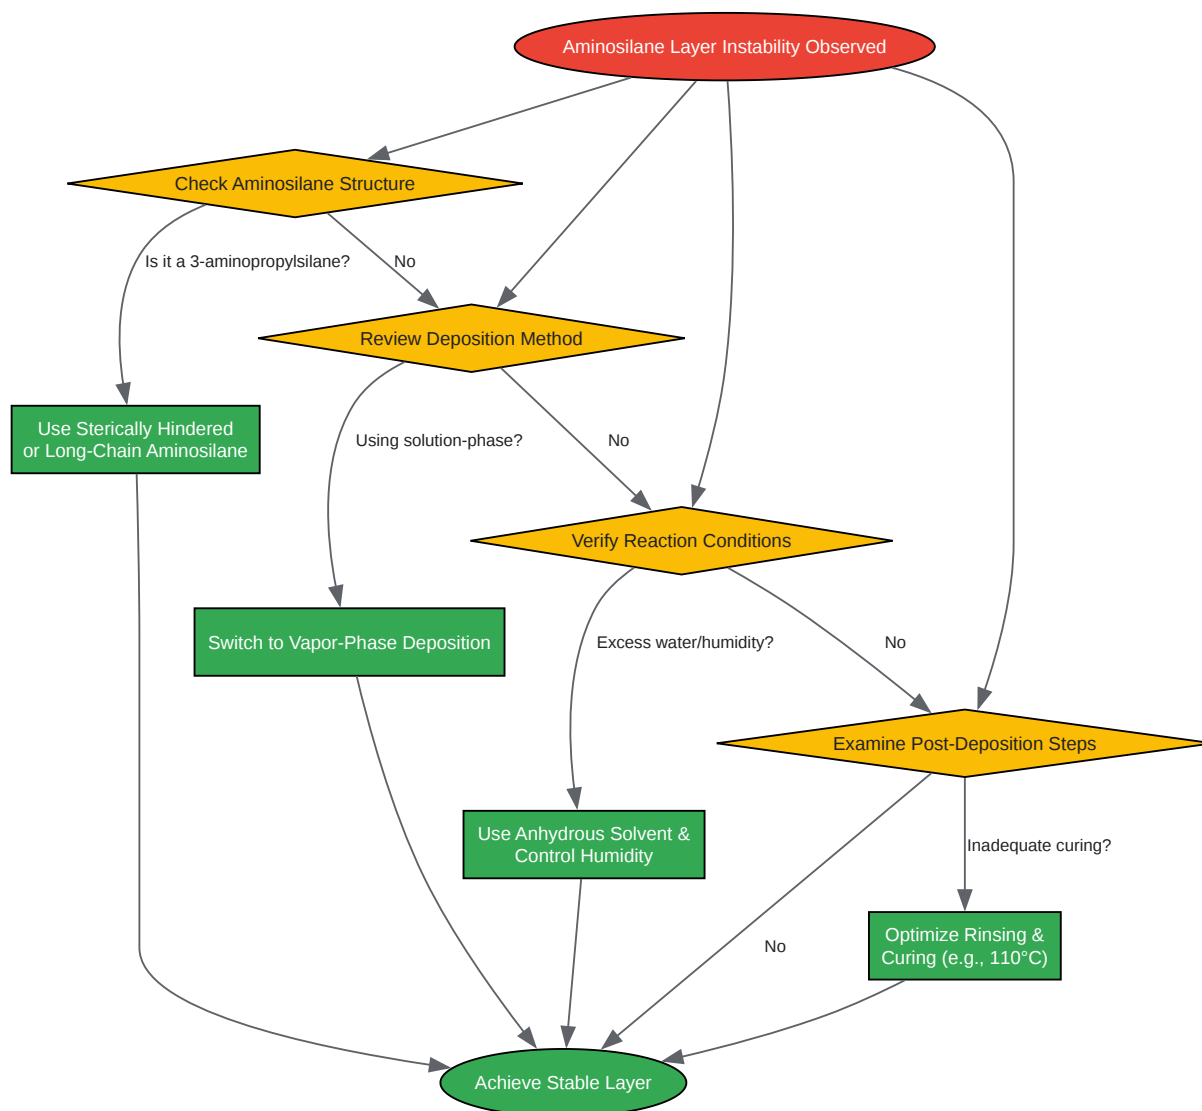 Aminosilane Layer Instability Observed
Check Aminosilane Structure
Is it a 3-aminopropylsilane?
No
Review Deposition Method
Use Sterically Hindered
or Long-Chain Aminosilane
Using solution-phase?
No
Verify Reaction Conditions
Switch to Vapor-Phase Deposition
Excess water/humidity?
No
Examine Post-Deposition Steps
Use Anhydrous Solvent &
Control Humidity
Inadequate curing?
No
Optimize Rinsing &
Curing (e.g., 110°C)
Achieve Stable Layer